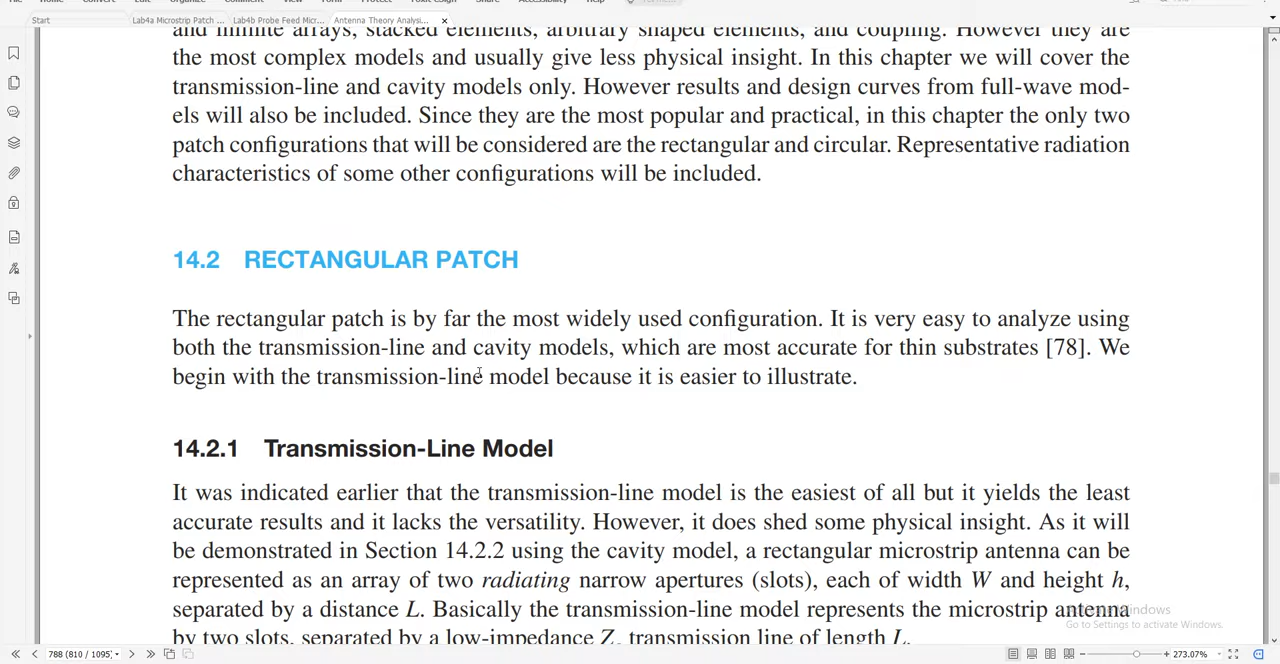 Start
Lab4a Microstrip Patch ...
Lab4b Probe Feed Micr...
Antenna Theory Analysi...
and infinite arrays, stacked elements, arbitrary shaped elements, and coupling. However they are
the most complex models and usually give less physical insight. In this chapter we will cover the
transmission-line and cavity models only. However results and design curves from full-wave mod-
els will also be included. Since they are the most popular and practical, in this chapter the only two
patch configurations that will be considered are the rectangular and circular. Representative radiation
characteristics of some other configurations will be included.
14.2 RECTANGULAR PATCH
The rectangular patch is by far the most widely used configuration. It is very easy to analyze using
both the transmission-line and cavity models, which are most accurate for thin substrates [78]. We
begin with the transmission-line model because it is easier to illustrate.
14.2.1 Transmission-Line Model
It was indicated earlier that the transmission-line model is the easiest of all but it yields the least
accurate results and it lacks the versatility. However, it does shed some physical insight. As it will
be demonstrated in Section 14.2.2 using the cavity model, a rectangular microstrip antenna can be
represented as an array of two radiating narrow apertures (slots), each of width W and height h,
separated by a distance L. Basically the transmission-line model represents the microstrip antenna
by two slots, separated by a low-impedance Z transmission line of length L.
Activate Windows
Go to Settings to activate Windows.
788 (810 / 1095)
273.07%